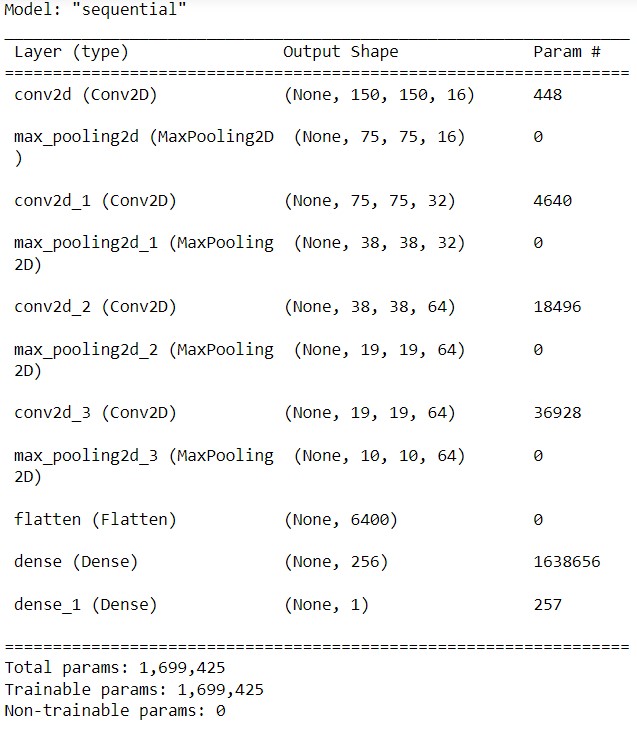 Model: "sequential"
Layer (type) Output Shape Param #
conv2d (Conv2D) (None, 150, 150, 16) 448
max_pooling2d (MaxPooling2D (None, 75, 75, 16) 0
)
conv2d_1 (Conv2D) (None, 75, 75, 32) 4640
max_pooling2d_1 (MaxPooling (None, 38, 38, 32) 0
2D)
conv2d_2 (Conv2D) (None, 38, 38, 64) 18496
max_pooling2d_2 (MaxPooling (None, 19, 19, 64) 0
2D)
conv2d_3 (Conv2D) (None, 19, 19, 64) 36928
max_pooling2d_3 (MaxPooling (None, 10, 10, 64) 0
2D)
flatten (Flatten) (None, 6400) 0
dense (Dense) (None, 256) 1638656
dense_1 (Dense) (None, 1) 257
Total params: 1,699,425
Trainable params: 1,699,425
Non-trainable params: 0